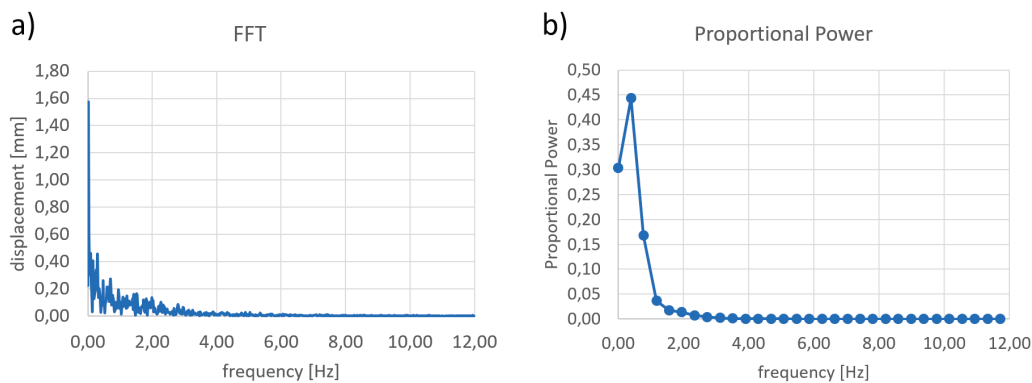 a)
FFT
displacement [mm]
1,80
1,60
1,40
1,20
1,00
0,80
0,60
0,40
0,20
0,00
0,00 2,00 4,00 6,00 8,00 10,00 12,00
frequency [Hz]
b)
Proportional Power
Proportional Power
0,50
0,45
0,40
0,35
0,30
0,25
0,20
0,15
0,10
0,05
0,00
0,00 2,00 4,00 6,00 8,00 10,00 12,00
frequency [Hz]